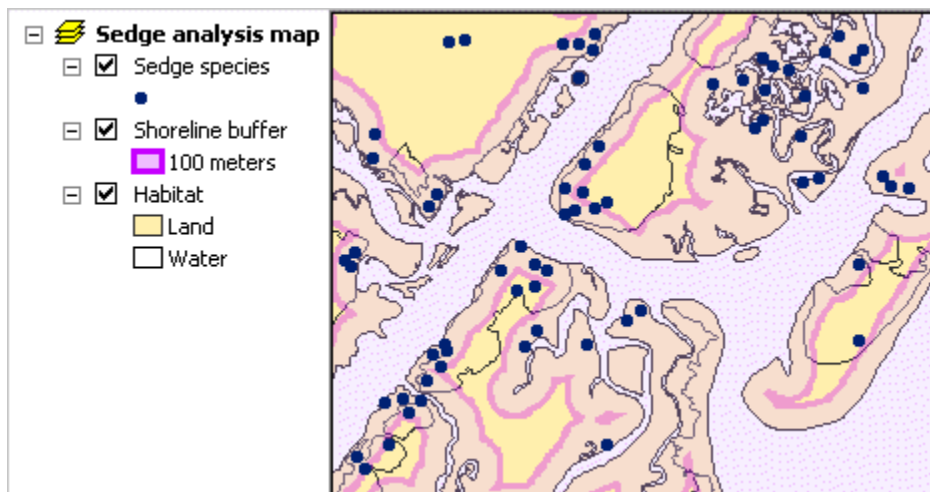 Sedge analysis map
Sedge species
Shoreline buffer
100 meters
Habitat
Land
Water